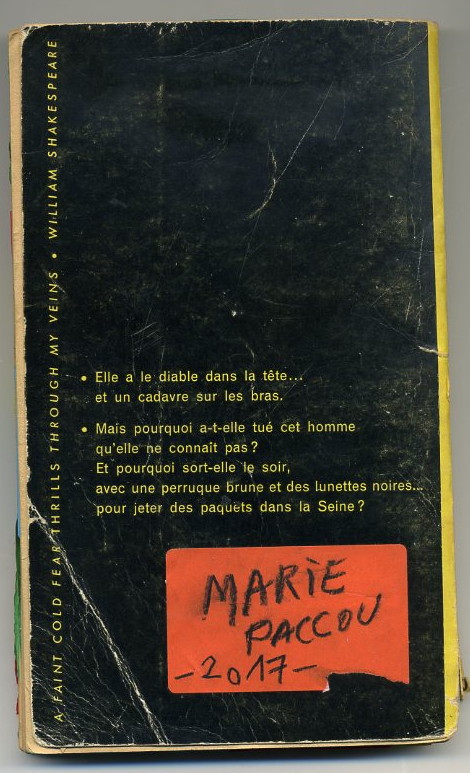 A FAINT COLD FEAR THRILLS THROUGH MY VEINS • WILLIAM SHAKESPEARE
• Elle a le diable dans la tête...
et un cadavre sur les bras.
• Mais pourquoi a-t-elle tué cet homme
qu'elle ne connaît pas ?
Et pourquoi sort-elle le soir,
avec une perruque brune et des lunettes noires...
pour jeter des paquets dans la Seine ?
MARIE
PACCOU
-2017-